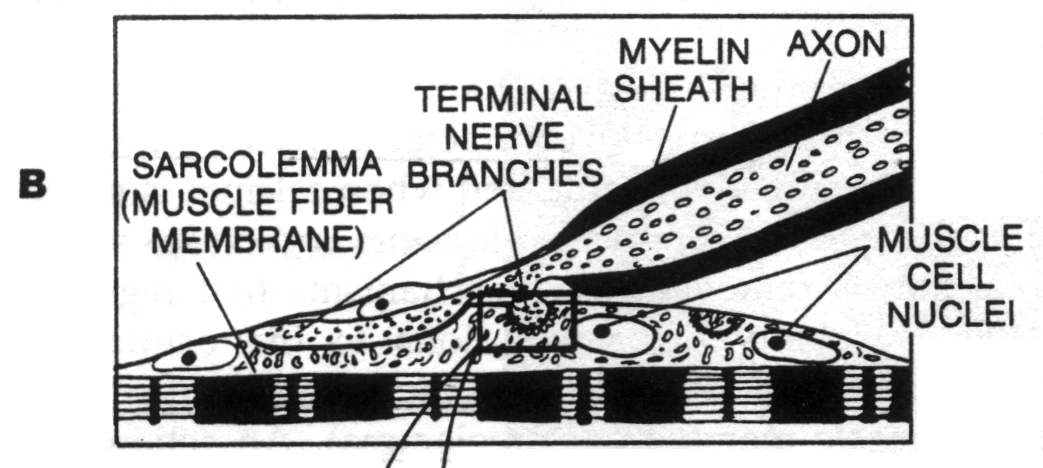 B
SARCOLEMMA
(MUSCLE FIBER
MEMBRANE)
TERMINAL
NERVE
BRANCHES
MYELIN
SHEATH
AXON
MUSCLE
CELL
NUCLEI